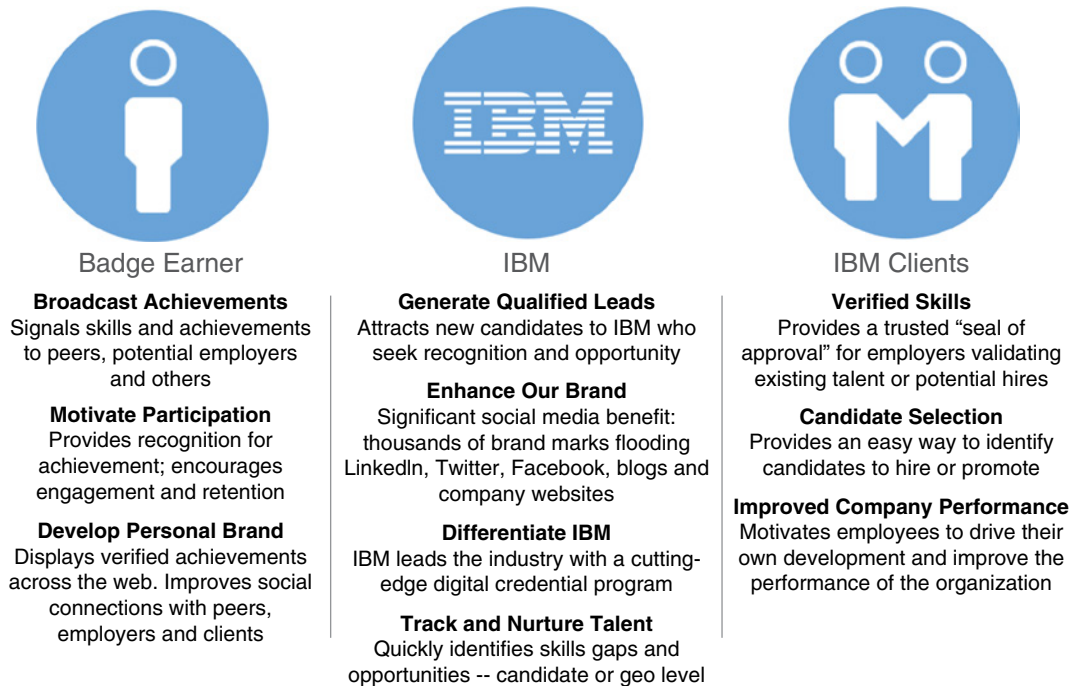 IBM
Badge Earner
Broadcast Achievements
Signals skills and achievements
to peers, potential employers
and others
Motivate Participation
Provides recognition for
achievement; encourages
engagement and retention
Develop Personal Brand
Displays verified achievements
across the web. Improves social
connections with peers,
employers and clients
IBM
Generate Qualified Leads
Attracts new candidates to IBM who
seek recognition and opportunity
Enhance Our Brand
Significant social media benefit:
thousands of brand marks flooding
LinkedIn, Twitter, Facebook, blogs and
company websites
Differentiate IBM
IBM leads the industry with a cutting-
edge digital credential program
Track and Nurture Talent
Quickly identifies skills gaps and
opportunities -- candidate or geo level
IBM Clients
Verified Skills
Provides a trusted “seal of
approval” for employers validating
existing talent or potential hires
Candidate Selection
Provides an easy way to identify
candidates to hire or promote
Improved Company Performance
Motivates employees to drive their
own development and improve the
performance of the organization